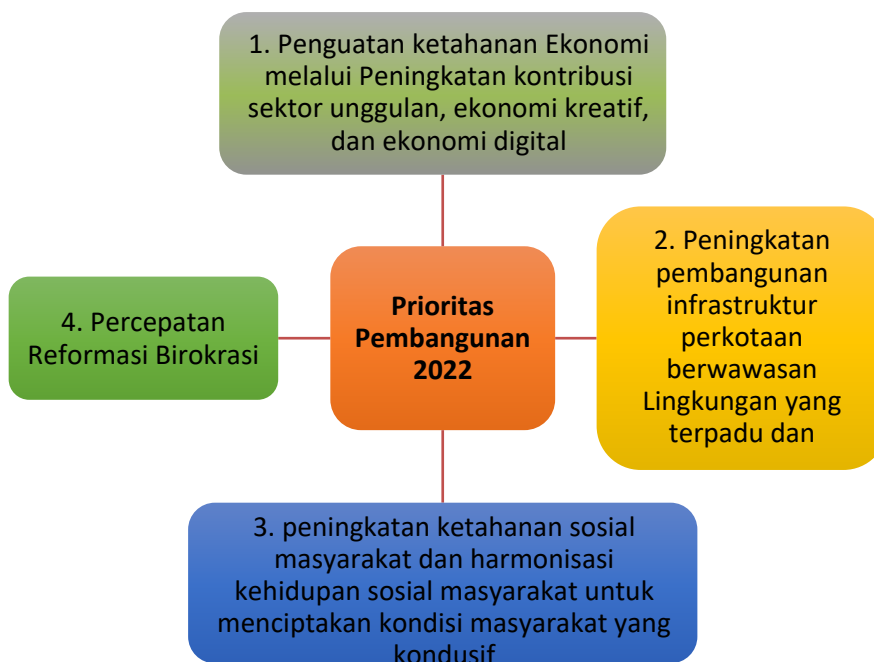 1. Penguatan ketahanan Ekonomi
melalui Peningkatan kontribusi
sektor unggulan, ekonomi kreatif,
dan ekonomi digital
2. Peningkatan
pembangunan
infrastruktur
perkotaan
berwawasan
Lingkungan yang
terpadu dan
4. Percepatan
Reformasi Birokrasi
Prioritas
Pembangunan
2022
3. peningkatan ketahanan sosial
masyarakat dan harmonisasi
kehidupan sosial masyarakat untuk
menciptakan kondisi masyarakat yang
kondusif